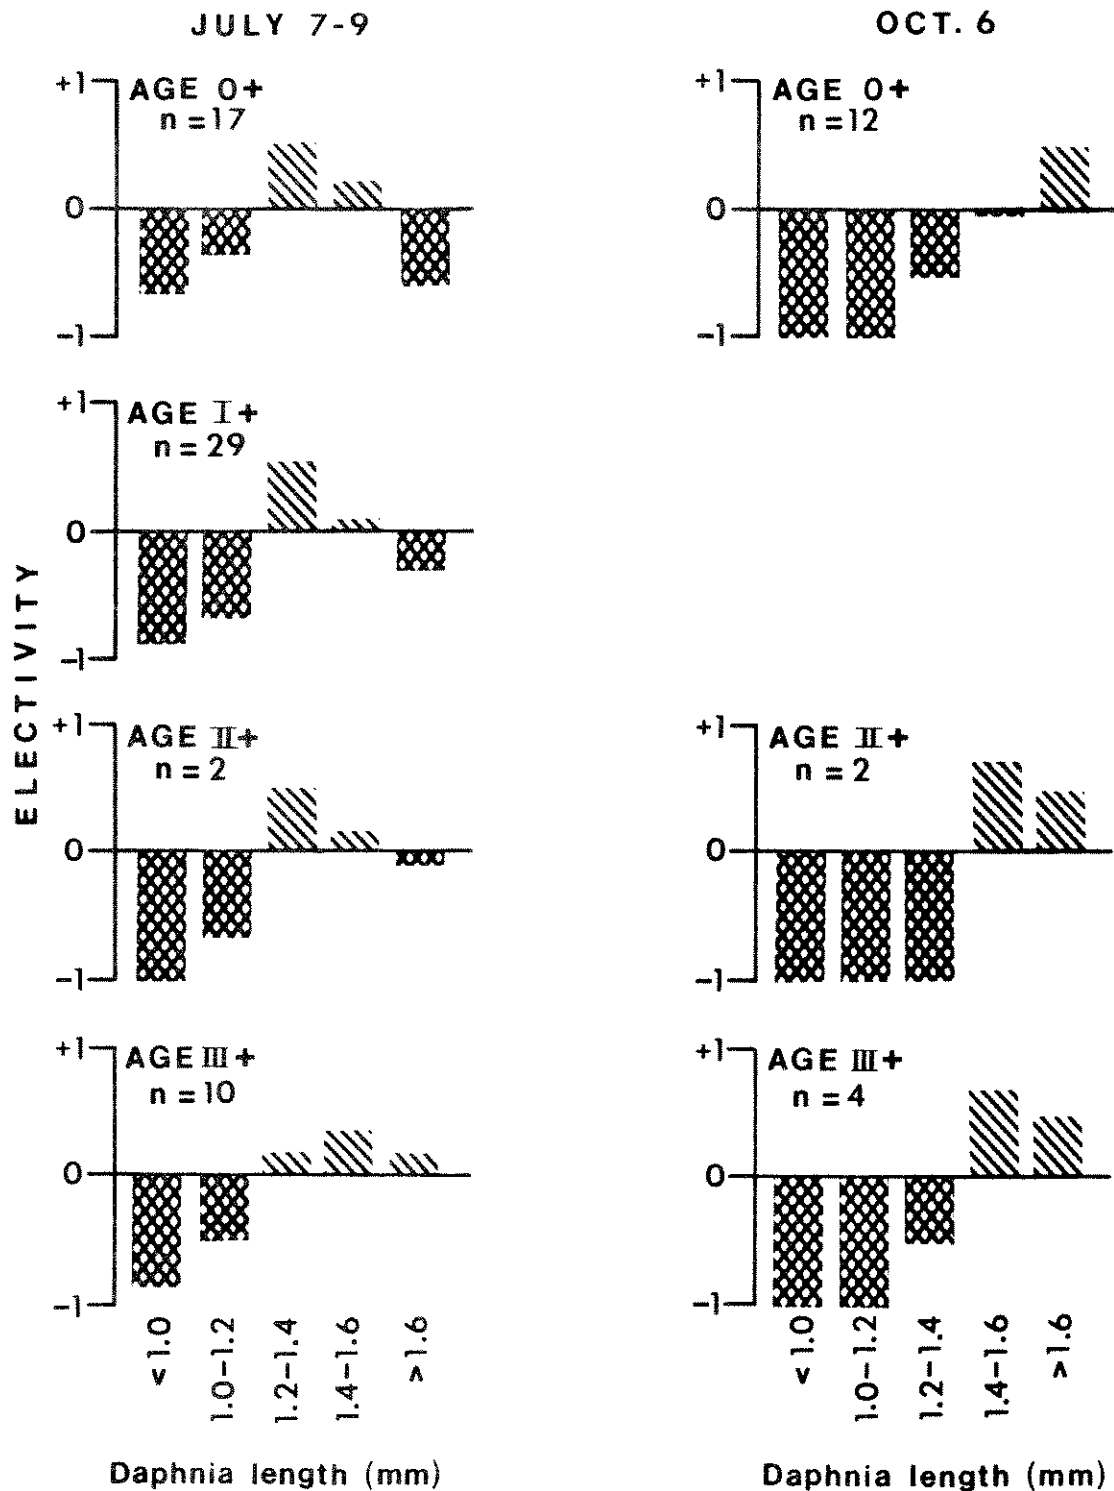 JULY 7-9
OCT. 6
ELECTIVITY
+1
AGE 0+
n = 17
0
-1
+1
AGE I+
n = 29
0
-1
+1
AGE II+
n = 2
0
-1
+1
AGE III+
n = 10
0
-1
< 1.0
1.0-1.2
1.2-1.4
1.4-1.6
> 1.6
Daphnia length (mm)
+1
AGE 0+
n = 12
0
-1
+1
AGE II+
n = 2
0
-1
+1
AGE III+
n = 4
0
-1
< 1.0
1.0-1.2
1.2-1.4
1.4-1.6
> 1.6
Daphnia length (mm)